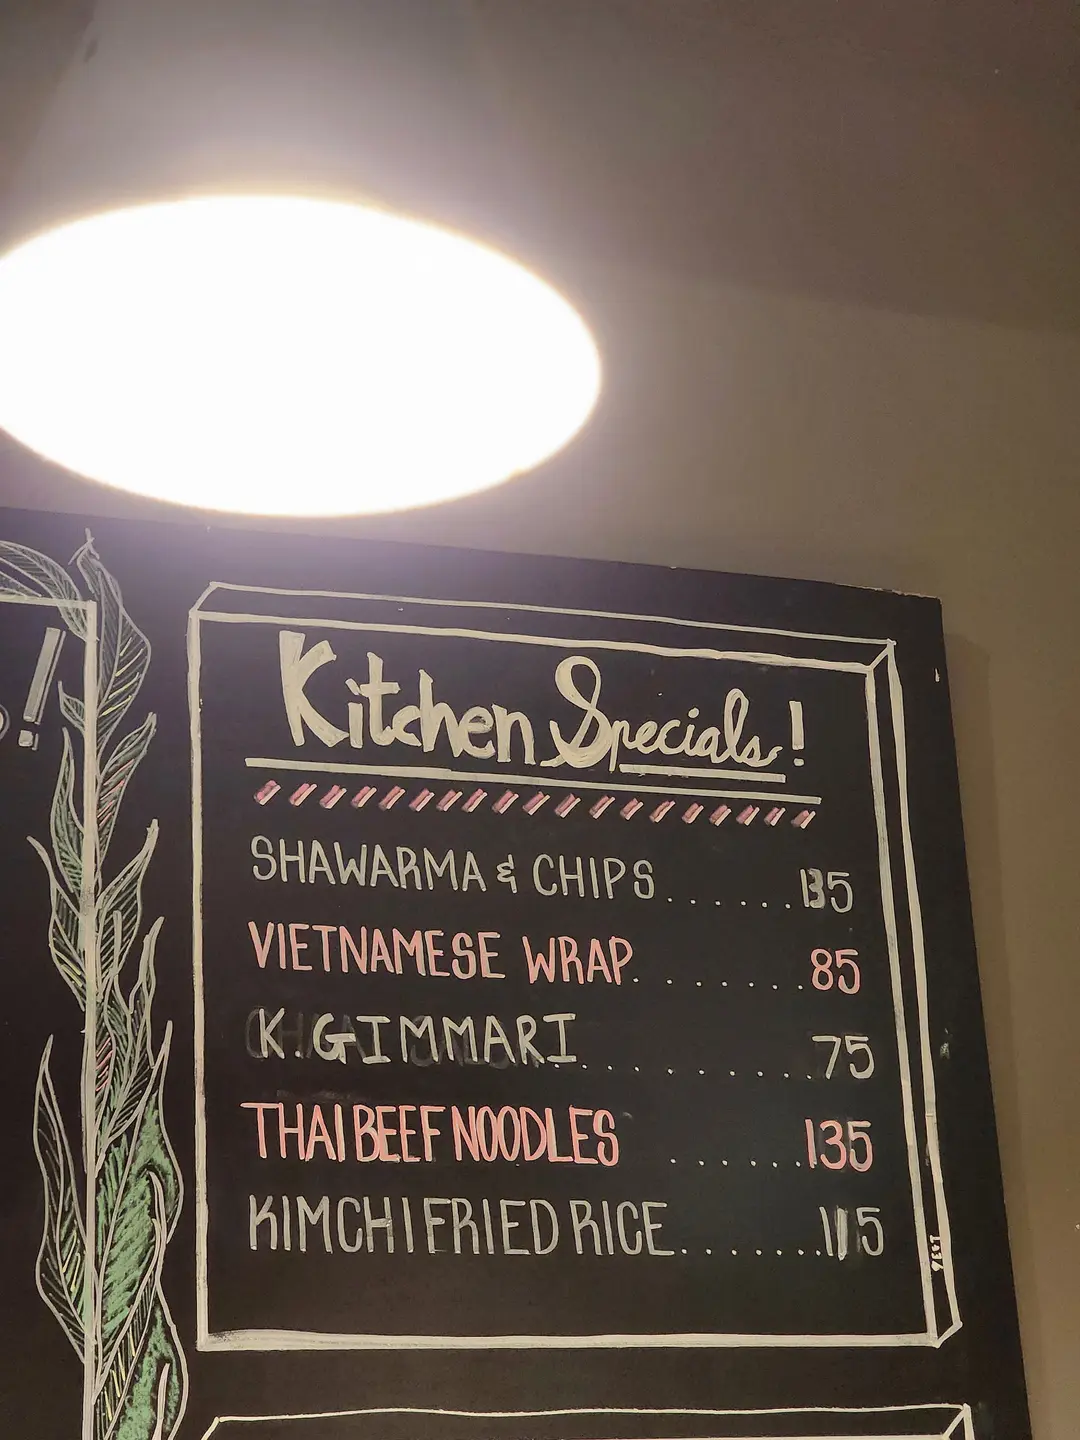 !
Kitchen Specials!
SHAWARMA & CHIPS......135
VIETNAMESE WRAP........85
K.GIMMARI...........75
THAI BEEF NOODLES ......135
KIMCHI FRIED RICE.......115